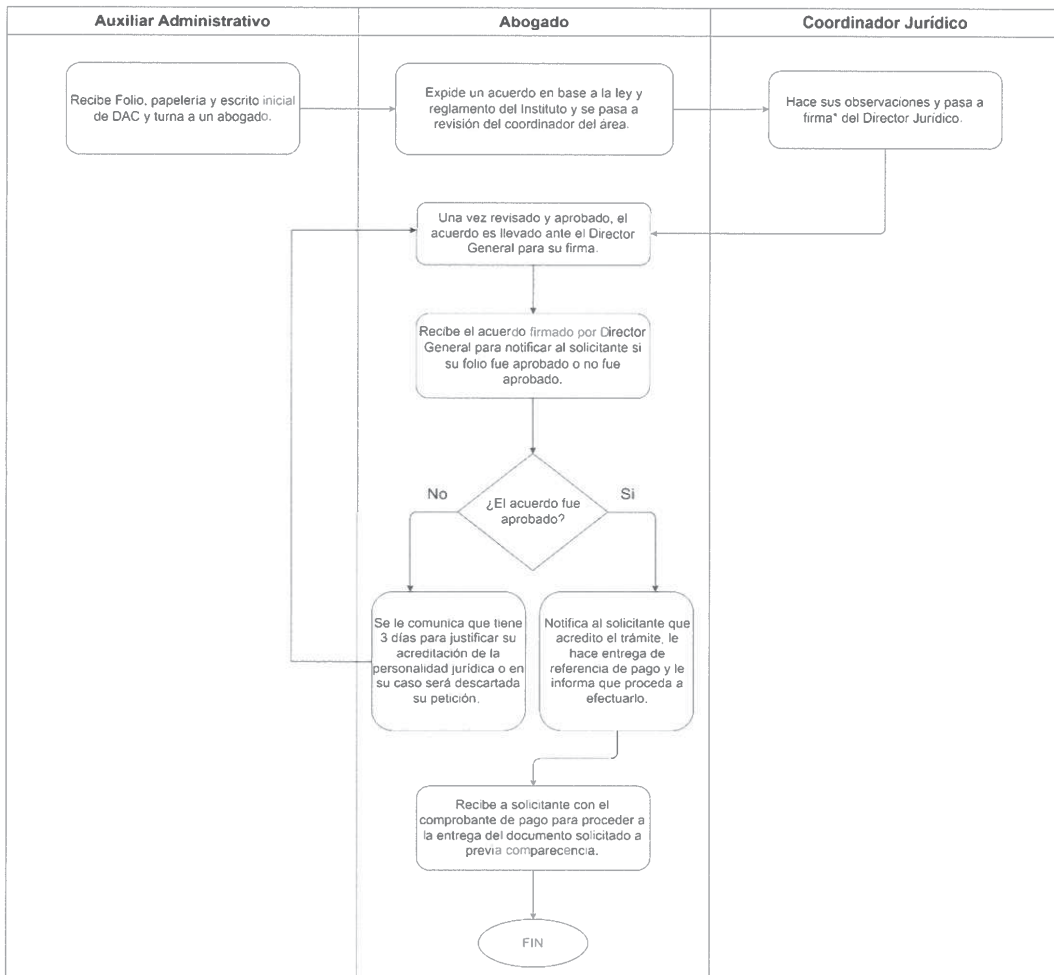 Auxiliar Administrativo
Abogado
Coordinador Jurídico
Recibe Folio, papelería y escrito inicial
de DAC y turna a un abogado.
Expide un acuerdo en base a la ley y
reglamento del Instituto y se pasa a
revisión del coordinador del área.
Hace sus observaciones y pasa a
firma* del Director Jurídico.
Una vez revisado y aprobado, el
acuerdo es llevado ante el Director
General para su firma.
Recibe el acuerdo firmado por Director
General para notificar al solicitante si
su folio fue aprobado o no fue
aprobado.
No
Si
¿El acuerdo fue
aprobado?
Se le comunica que tiene
3 días para justificar su
acreditación de la
personalidad jurídica o en
su caso será descartada
su petición.
Notifica al solicitante que
acredito el trámite, le
hace entrega de
referencia de pago y le
informa que proceda a
efectuarlo.
Recibe a solicitante con el
comprobante de pago para proceder a
la entrega del documento solicitado a
previa comparecencia.
FIN